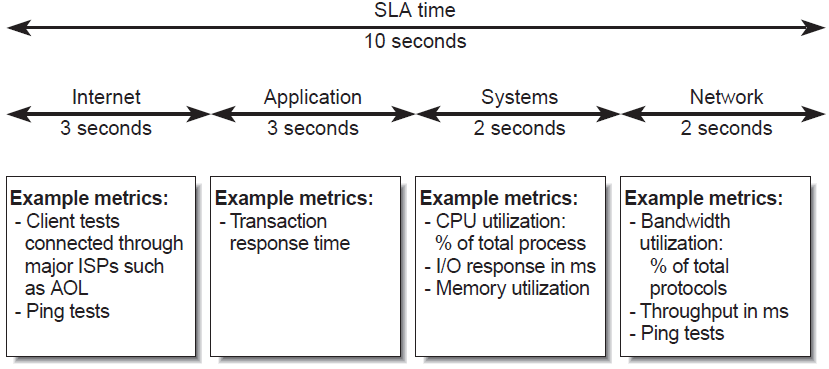 SLA time
10 seconds
Internet
3 seconds
Application
3 seconds
Systems
2 seconds
Network
2 seconds
Example metrics:
- Client tests
connected through
major ISPs such
as AOL
- Ping tests
Example metrics:
- Transaction
response time
Example metrics:
- CPU utilization:
% of total process
- I/O response in ms
- Memory utilization
Example metrics:
- Bandwidth
utilization:
% of total
protocols
- Throughput in ms
- Ping tests